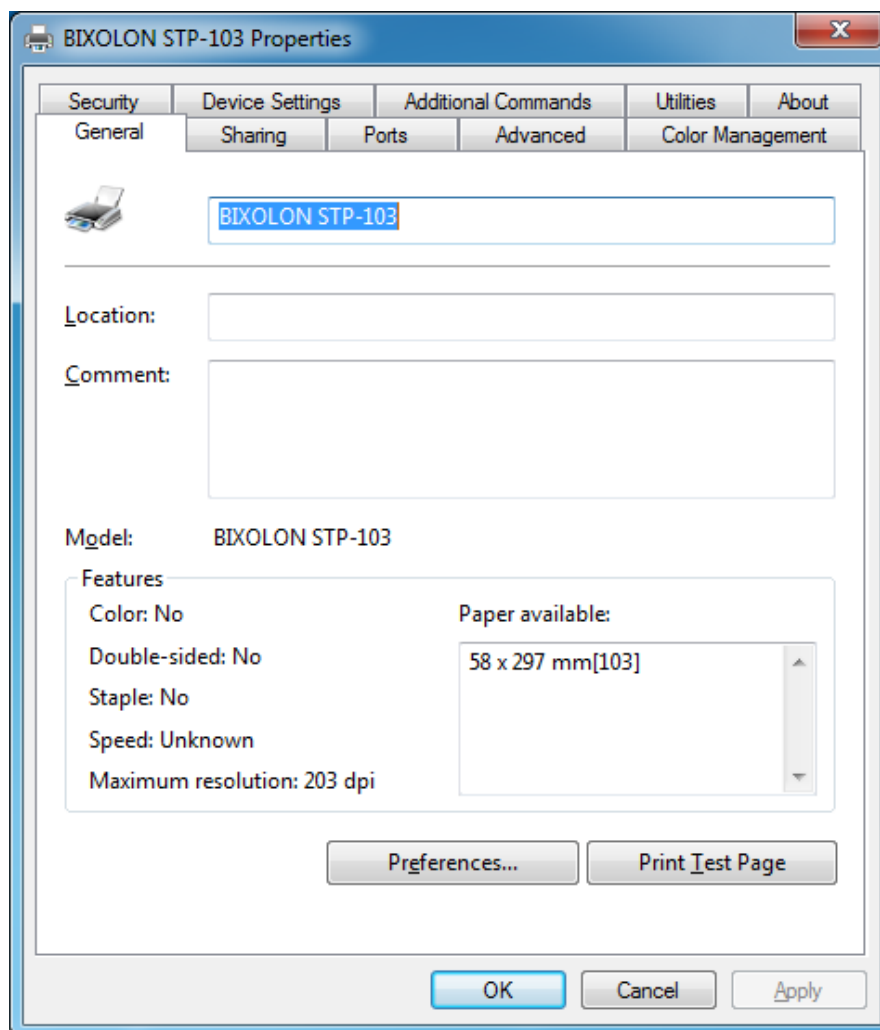 BIXOLON STP-103 Properties
Security Device Settings Additional Commands Utilities About
General Sharing Ports Advanced Color Management
BIXOLON STP-103
Location:
Comment:
Model: BIXOLON STP-103
Features
Color: No Paper available:
Double-sided: No 58 x 297 mm[103]
Staple: No
Speed: Unknown
Maximum resolution: 203 dpi
Preferences... Print Test Page
OK Cancel Apply